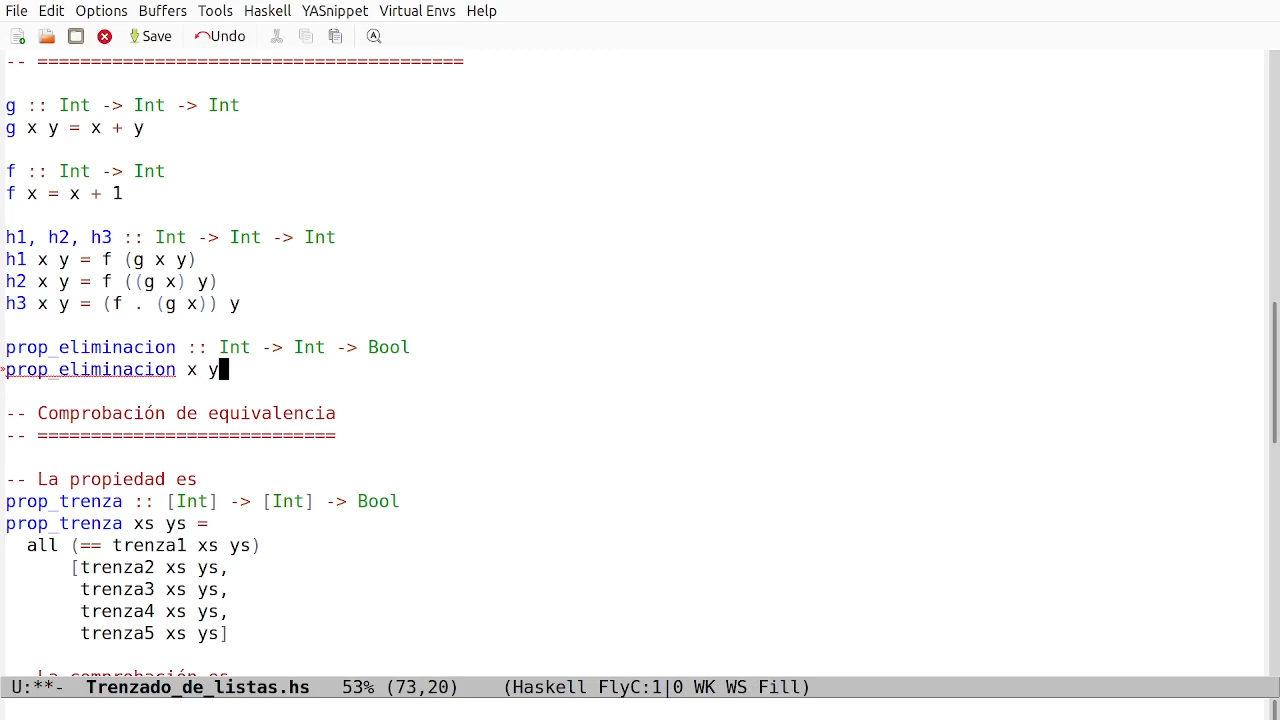 File Edit Options Buffers Tools Haskell YASnippet Virtual Envs Help
Save Undo
-- ========================================
g :: Int -> Int -> Int
g x y = x + y
f :: Int -> Int
f x = x + 1
h1, h2, h3 :: Int -> Int -> Int
h1 x y = f (g x y)
h2 x y = f ((g x) y)
h3 x y = (f . (g x)) y
prop_eliminacion :: Int -> Int -> Bool
prop_eliminacion x y
-- Comprobación de equivalencia
-- ============================
-- La propiedad es
prop_trenza :: [Int] -> [Int] -> Bool
prop_trenza xs ys =
  all (== trenza1 xs ys)
      [trenza2 xs ys,
       trenza3 xs ys,
       trenza4 xs ys,
       trenza5 xs ys]
-- La comprobación es
U:**-  Trenzado_de_listas.hs   53% (73,20)    (Haskell FlyC:1|0 WK WS Fill)